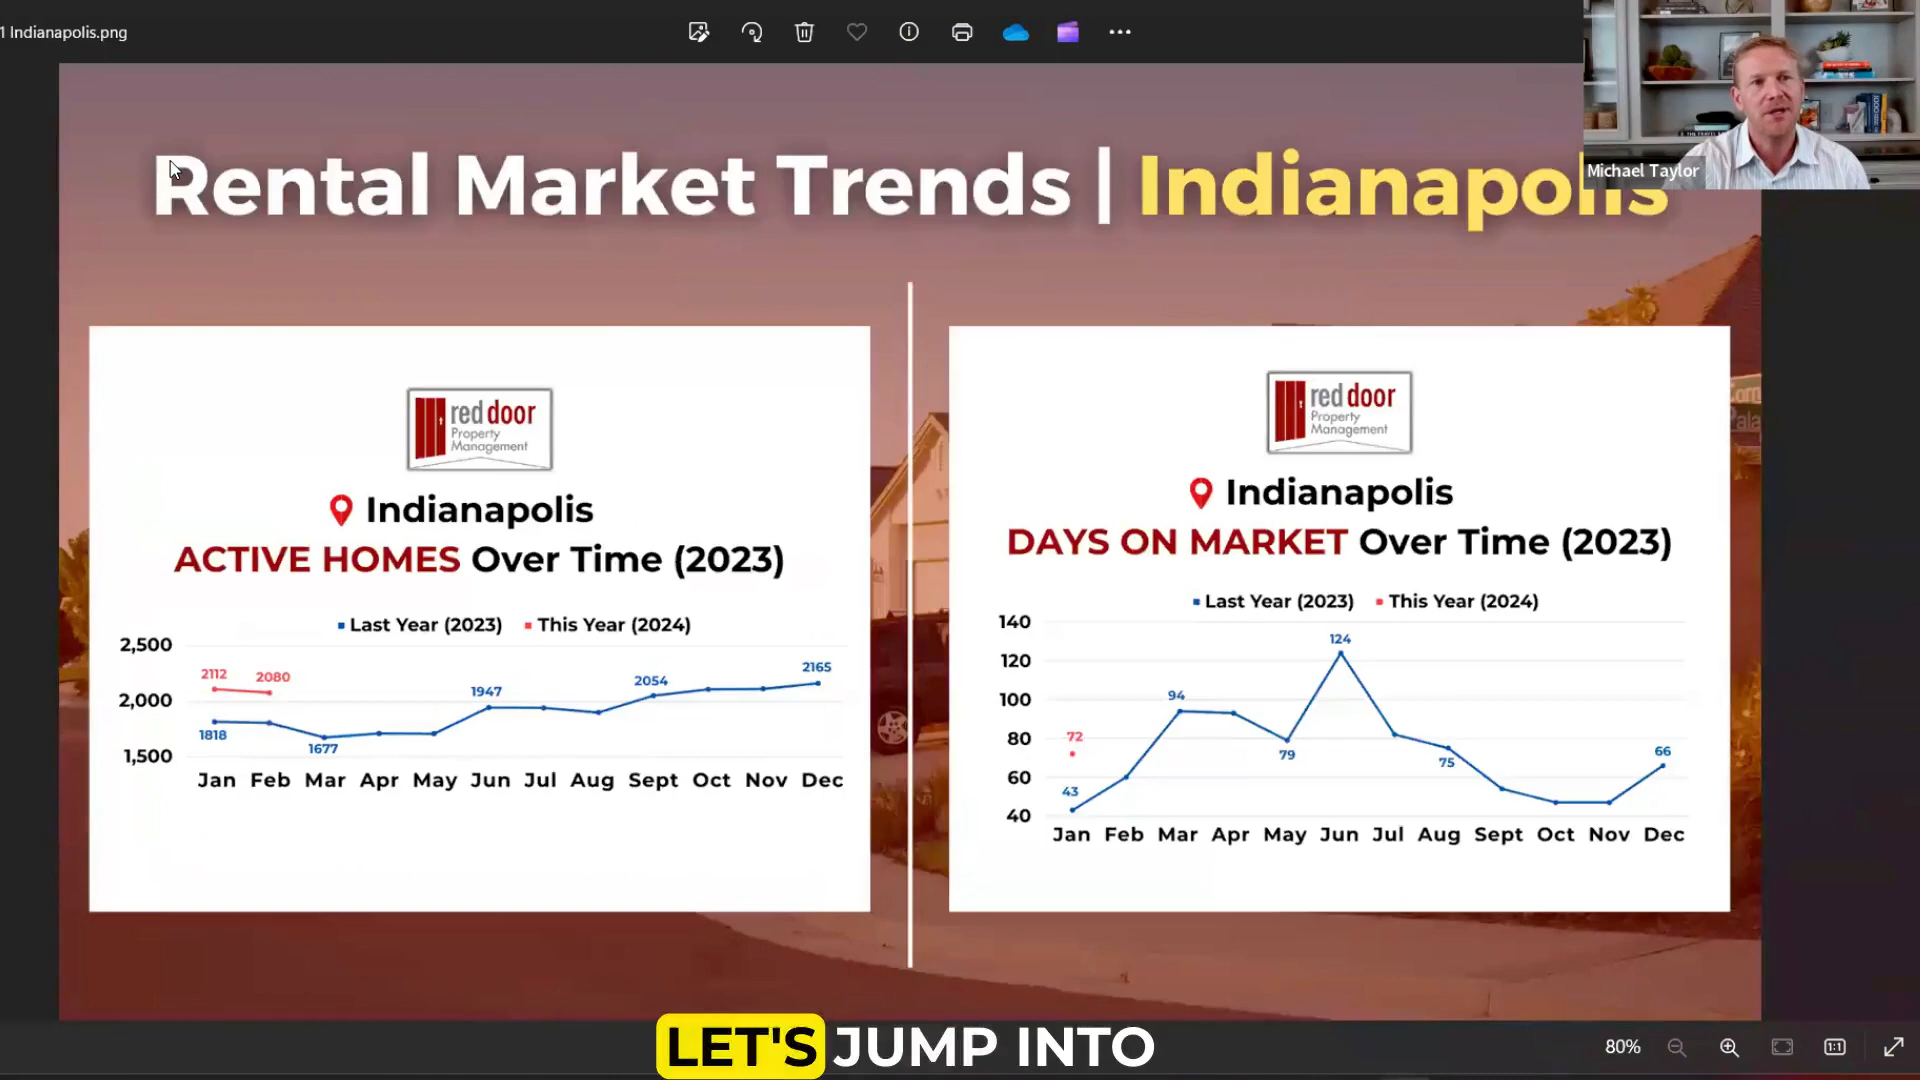 1 Indianapolis.png
Michael Taylor
Rental Market Trends | Indianapolis
red door
Property
Management
Indianapolis
ACTIVE HOMES Over Time (2023)
Last Year (2023) This Year (2024)
2,500
2,000
1,500
2112 2080
1818 1677 1947 2054 2165
Jan Feb Mar Apr May Jun Jul Aug Sept Oct Nov Dec
red door
Property
Management
Indianapolis
DAYS ON MARKET Over Time (2023)
Last Year (2023) This Year (2024)
140
120
100
80
60
40
72
43 94 79 124 75 66
Jan Feb Mar Apr May Jun Jul Aug Sept Oct Nov Dec
LET'S JUMP INTO
80%
1:1